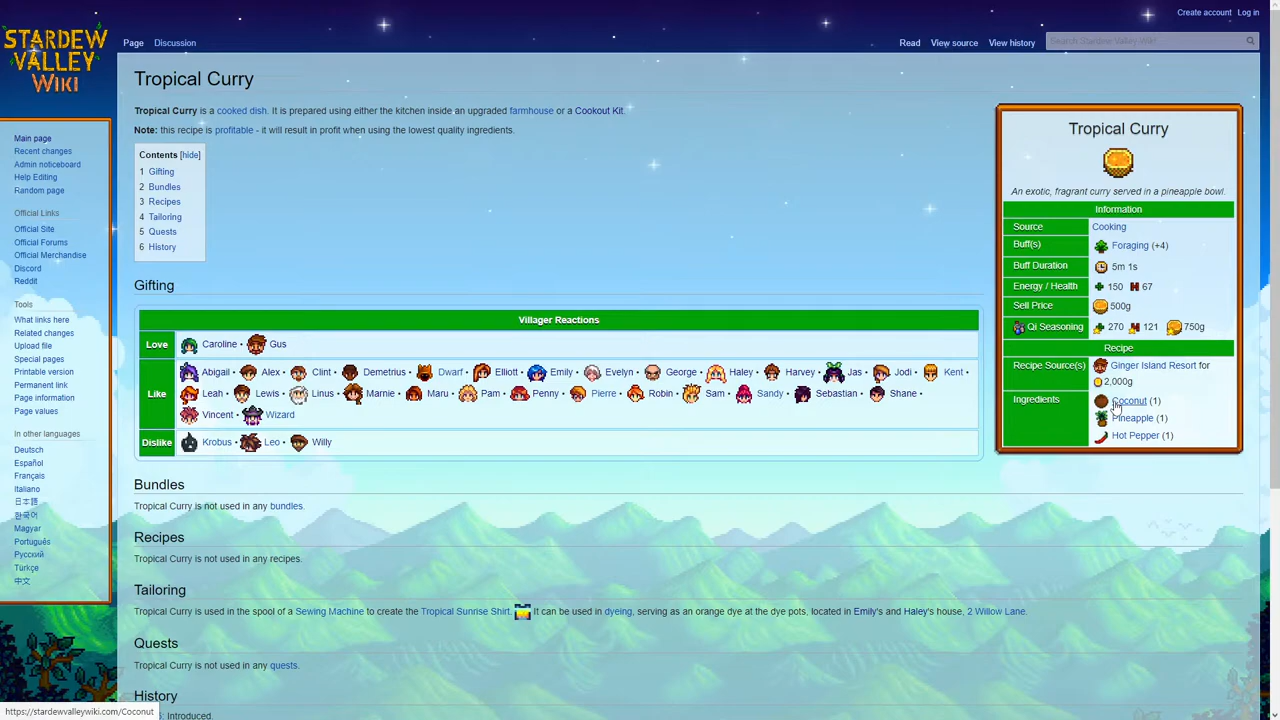 Create account Log in
STARDEW
VALLEY
WIKI
Page Discussion
Read View source View history
Search Stardew Valley Wiki
Tropical Curry
Tropical Curry is a cooked dish. It is prepared using either the kitchen inside an upgraded farmhouse or a Cookout Kit.
Note: this recipe is profitable - it will result in profit when using the lowest quality ingredients.
Contents [hide]
1 Gifting
2 Bundles
3 Recipes
4 Tailoring
5 Quests
6 History
Main page
Recent changes
Admin noticeboard
Help Editing
Random page
Official Links
Official Site
Official Forums
Official Merchandise
Discord
Reddit
Tools
What links here
Related changes
Upload file
Special pages
Printable version
Permanent link
Page information
Page values
In other languages
Deutsch
Español
Français
Italiano
日本語
한국어
Magyar
Português
Русский
Türkçe
中文
Gifting
Villager Reactions
Love Caroline • Gus
Like Abigail • Alex • Clint • Demetrius • Dwarf • Elliott • Emily • Evelyn • George • Haley • Harvey • Jas • Jodi • Kent •
Leah • Lewis • Linus • Marnie • Maru • Pam • Penny • Pierre • Robin • Sam • Sandy • Sebastian • Shane •
Vincent • Wizard
Dislike Krobus • Leo • Willy
Bundles
Tropical Curry is not used in any bundles.
Recipes
Tropical Curry is not used in any recipes.
Tailoring
Tropical Curry is used in the spool of a Sewing Machine to create the Tropical Sunrise Shirt. It can be used in dyeing, serving as an orange dye at the dye pots, located in Emily's and Haley's house, 2 Willow Lane.
Quests
Tropical Curry is not used in any quests.
History
: Introduced.
Tropical Curry
An exotic, fragrant curry served in a pineapple bowl.
Information
Source Cooking
Buff(s) Foraging (+4)
Buff Duration 5m 1s
Energy / Health 150 67
Sell Price 500g
Qi Seasoning 270 121 750g
Recipe
Recipe Source(s) Ginger Island Resort for
2,000g
Ingredients Coconut (1)
Pineapple (1)
Hot Pepper (1)
https://stardewvalleywiki.com/Coconut